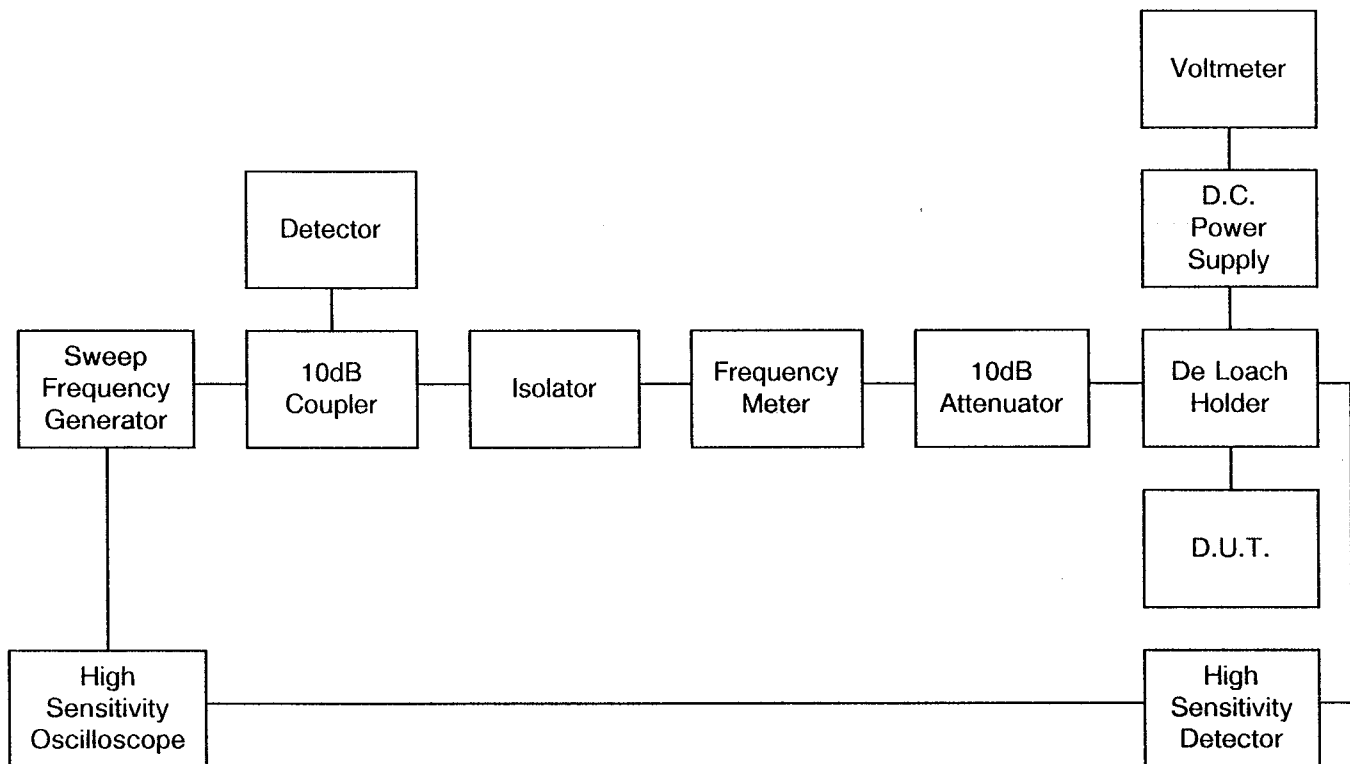 Voltmeter
D.C.
Power
Supply
Detector
Sweep
Frequency
Generator
10dB
Coupler
Isolator
Frequency
Meter
10dB
Attenuator
De Loach
Holder
D.U.T.
High
Sensitivity
Oscilloscope
High
Sensitivity
Detector